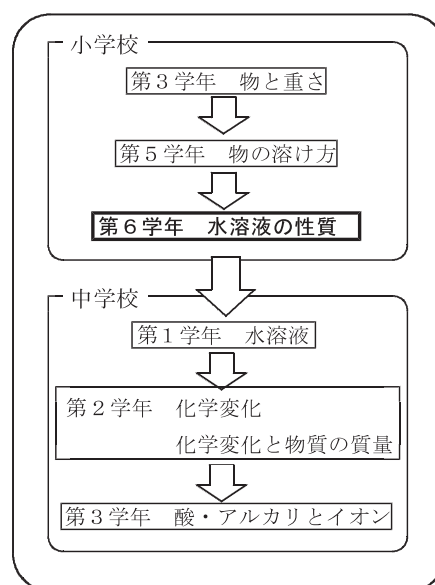 小学校
第３学年　物と重さ
第５学年　物の溶け方
第６学年　水溶液の性質
中学校
第１学年　水溶液
第２学年　化学変化
化学変化と物質の質量
第３学年　酸・アルカリとイオン